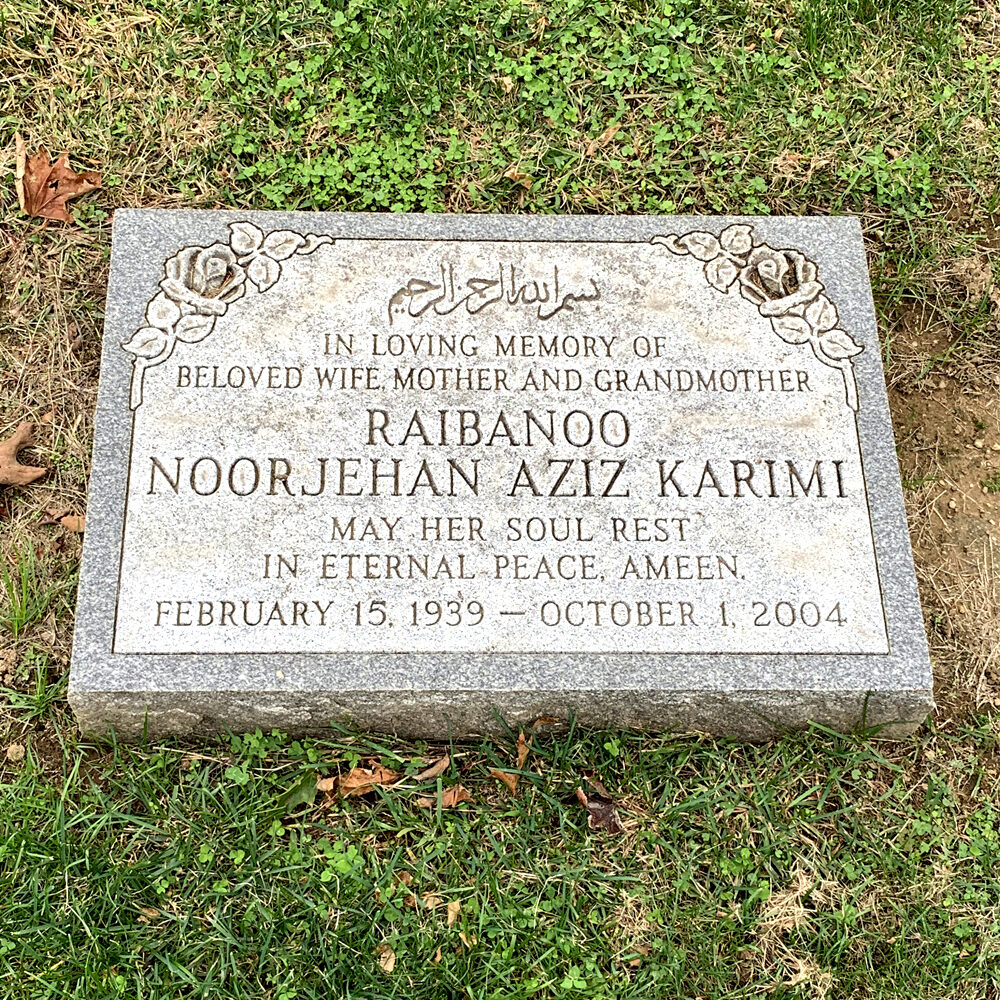 بسم الله الرحمن الرحيم
IN LOVING MEMORY OF
BELOVED WIFE, MOTHER AND GRANDMOTHER
RAIBANOO
NOORJEHAN AZIZ KARIMI
MAY HER SOUL REST
IN ETERNAL PEACE, AMEEN.
FEBRUARY 15, 1939 — OCTOBER 1, 2004